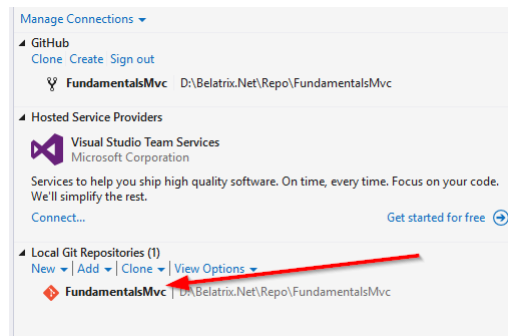 Manage Connections
GitHub
Clone Create Sign out
FundamentalsMvc D:\Belatrix.Net\Repo\FundamentalsMvc
Hosted Service Providers
Visual Studio Team Services
Microsoft Corporation
Services to help you ship high quality software. On time, every time. Focus on your code.
We'll simplify the rest.
Connect... Get started for free
Local Git Repositories (1)
New | Add | Clone | View Options
FundamentalsMvc | D:\Belatrix.Net\Repo\FundamentalsMvc